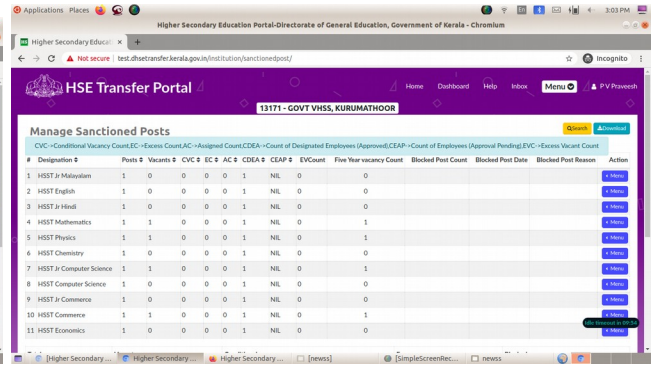 Applications Places En 3:03 PM
Higher Secondary Education Portal-Directorate of General Education, Government of Kerala - Chromium
Higher Secondary Educati × +
Not secure | test.dhsetransfer.kerala.gov.in/institution/sanctionedpost/ Incognito
HSE Transfer Portal Home Dashboard Help Inbox Menu P V Praveesh
13171 - GOVT VHSS, KURUMATHOOR
Manage Sanctioned Posts Search Download
CVC->Conditional Vacancy Count,EC->Excess Count,AC->Assigned Count,CDEA->Count of Designated Employees (Approved),CEAP->Count of Employees (Approval Pending),EVC->Excess Vacant Count
# Designation Posts Vacants CVC EC AC CDEA CEAP EVCount Five Year vacancy Count Blocked Post Count Blocked Post Date Blocked Post Reason Action
1 HSST Jr Malayalam 1 0 0 0 0 1 NIL 0 0 Menu
2 HSST English 1 0 0 0 0 1 NIL 0 0 Menu
3 HSST Jr Hindi 1 0 0 0 0 1 NIL 0 0 Menu
4 HSST Mathematics 1 1 0 0 0 1 NIL 0 1 Menu
5 HSST Physics 1 1 0 0 0 1 NIL 0 1 Menu
6 HSST Chemistry 1 0 0 0 0 1 NIL 0 0 Menu
7 HSST Jr Computer Science 1 1 0 0 0 1 NIL 0 1 Menu
8 HSST Computer Science 1 0 0 0 0 1 NIL 0 0 Menu
9 HSST Jr Commerce 1 0 0 0 0 1 NIL 0 0 Menu
10 HSST Commerce 1 1 0 0 0 1 NIL 0 1 Menu
Idle timeout in 09:54
11 HSST Economics 1 0 0 0 0 1 NIL 0 0
[Higher Secondary ... Higher Secondary ... Higher Secondary ... [newss] [SimpleScreenRec... newss